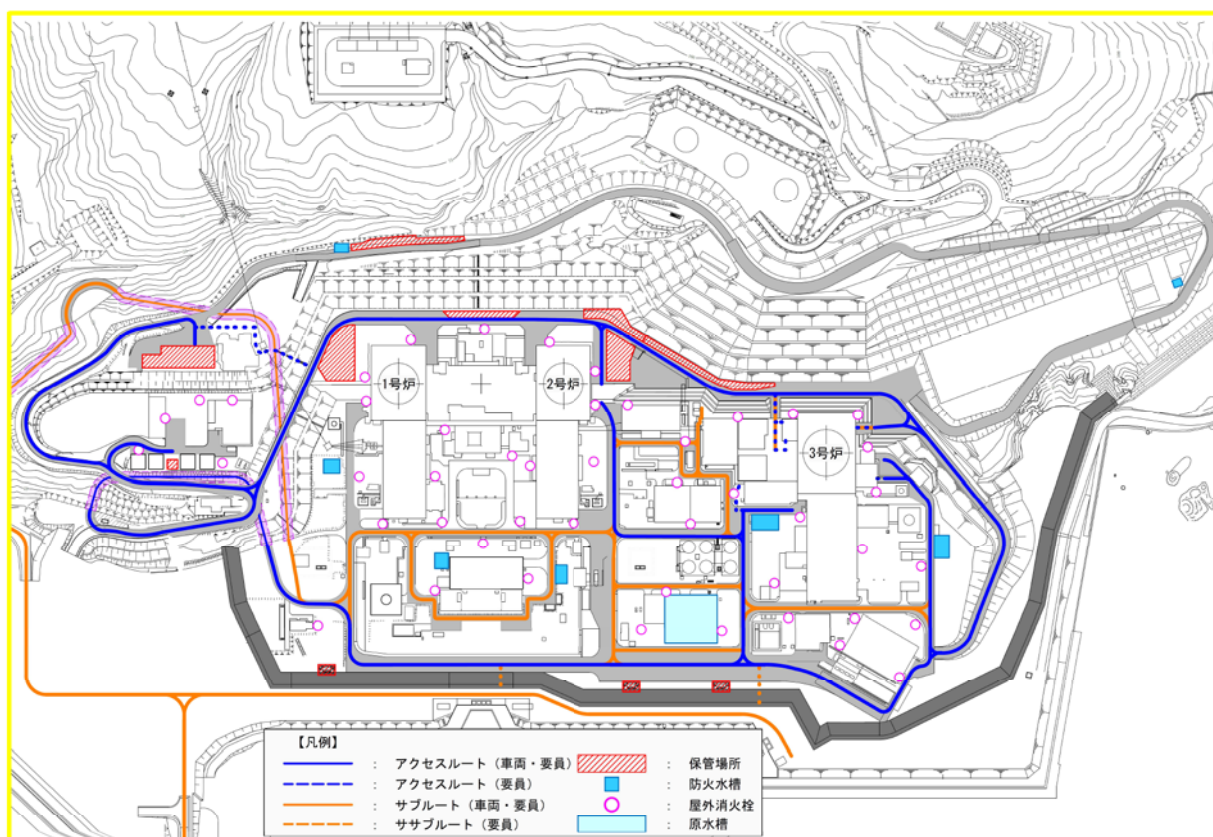 1号炉
2号炉
3号炉
【凡例】
： アクセスルート（車両・要員）
： 保管場所
： アクセスルート（要員）
： 防火水槽
： サブルート（車両・要員）
： 屋外消火栓
： ササブルート（要員）
： 原水槽